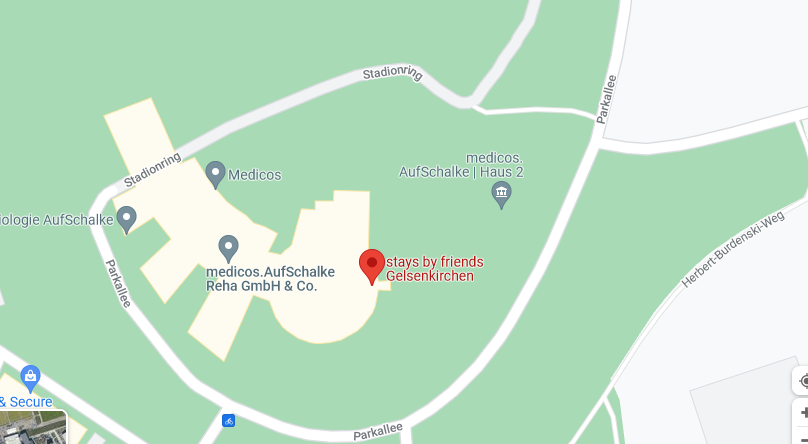 Stadionring
Parkallee
medicos.
AufSchalke | Haus 2
Stadionring
Medicos
iologie AufSchalke
Herbert-Burdenski-Weg
stays by friends
Gelsenkirchen
medicos.AufSchalke
Reha GmbH & Co.
Parkallee
& Secure
Parkallee